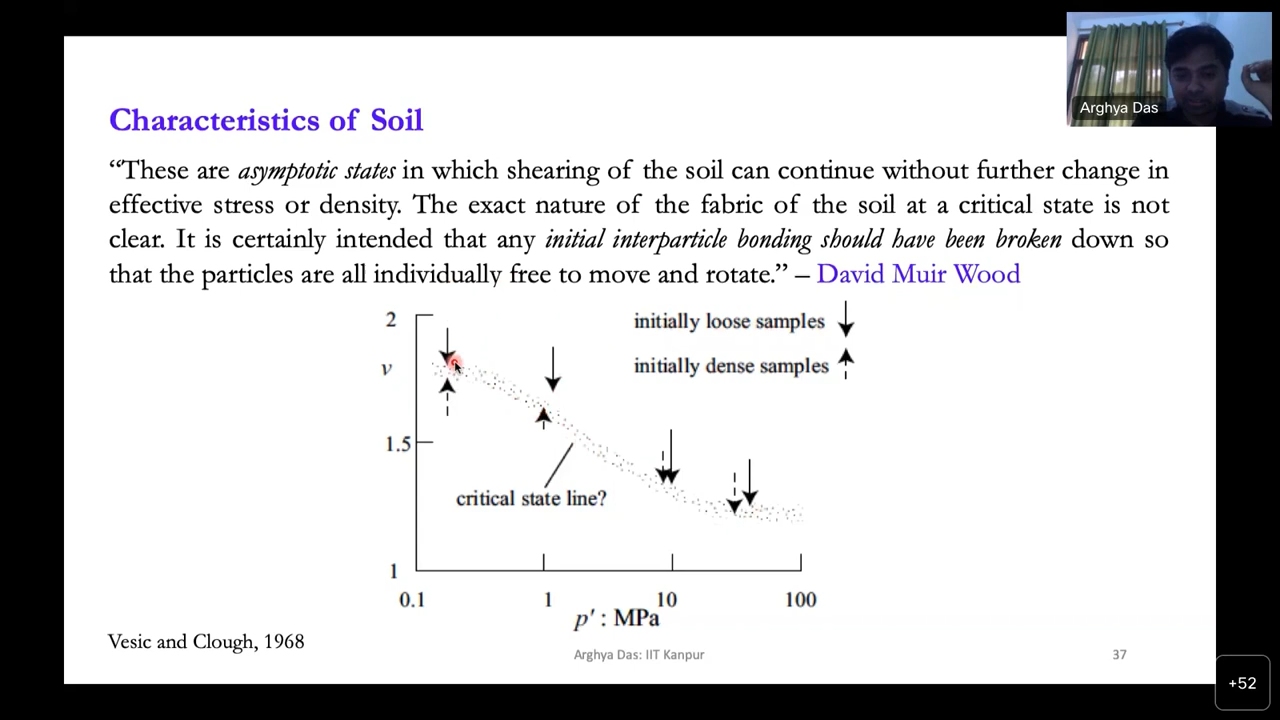 Arghya Das
Characteristics of Soil
“These are asymptotic states in which shearing of the soil can continue without further change in
effective stress or density. The exact nature of the fabric of the soil at a critical state is not
clear. It is certainly intended that any initial interparticle bonding should have been broken down so
that the particles are all individually free to move and rotate.” – David Muir Wood
2
initially loose samples
v
initially dense samples
1.5
critical state line?
1
0.1 1 10 100
p' : MPa
Vesic and Clough, 1968
Arghya Das: IIT Kanpur
37
+52